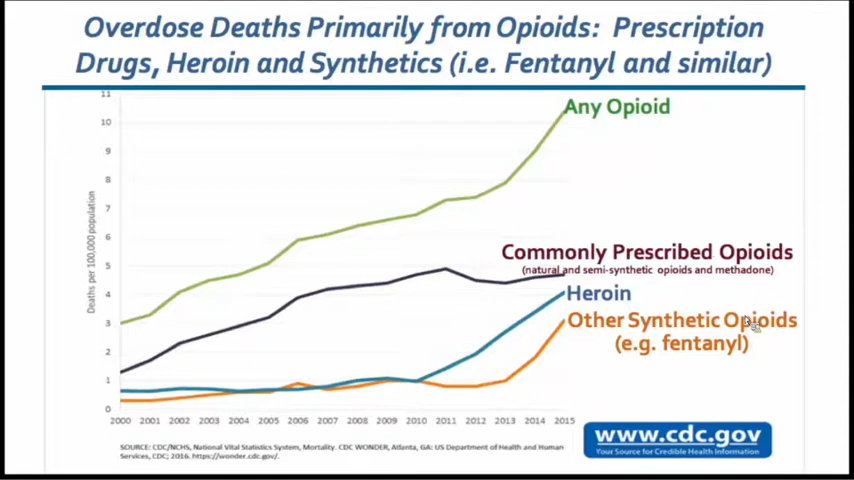 Overdose Deaths Primarily from Opioids: Prescription
Drugs, Heroin and Synthetics (i.e. Fentanyl and similar)
11
10
9
8
7
6
5
4
3
2
1
0
Deaths per 100,000 population
Any Opioid
Commonly Prescribed Opioids
(natural and semi-synthetic opioids and methadone)
Heroin
Other Synthetic Opioids
(e.g. fentanyl)
2000 2001 2002 2003 2004 2005 2006 2007 2008 2009 2010 2011 2012 2013 2014 2015
SOURCE: CDC/NCHS, National Vital Statistics System, Mortality. CDC WONDER, Atlanta, GA: US Department of Health and Human
Services, CDC; 2016. https://wonder.cdc.gov/.
www.cdc.gov
Your Source for Credible Health Information